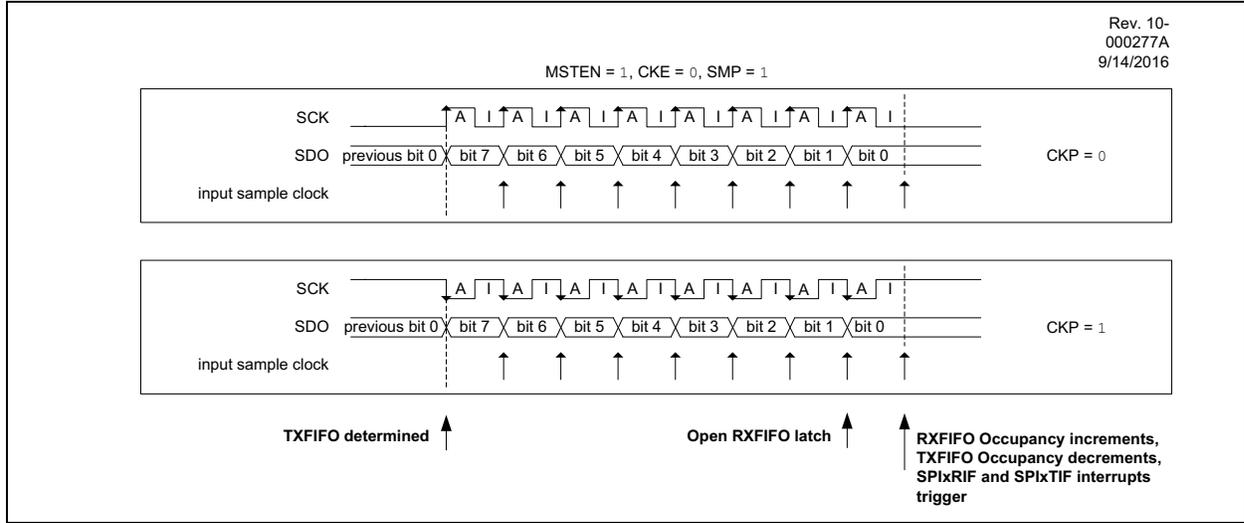 Rev. 10-
000277A
9/14/2016
MSTEN = 1, CKE = 0, SMP = 1
SCK A I A I A I A I A I A I A I A I
SDO previous bit 0 bit 7 bit 6 bit 5 bit 4 bit 3 bit 2 bit 1 bit 0 CKP = 0
input sample clock
SCK A I A I A I A I A I A I A I A I
SDO previous bit 0 bit 7 bit 6 bit 5 bit 4 bit 3 bit 2 bit 1 bit 0 CKP = 1
input sample clock
TXFIFO determined Open RXFIFO latch RXFIFO Occupancy increments,
TXFIFO Occupancy decrements,
SPIxRIF and SPIxTIF interrupts
trigger